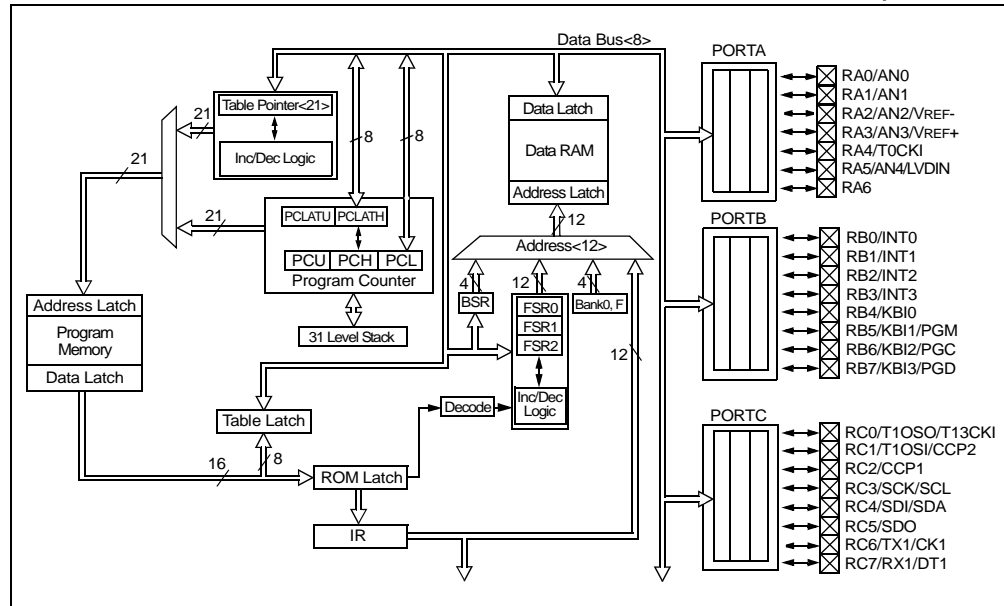 Data Bus<8>
PORTA
RA0/AN0
RA1/AN1
RA2/AN2/VREF-
RA3/AN3/VREF+
RA4/T0CKI
RA5/AN4/LVDIN
RA6
21
Table Pointer<21>
Inc/Dec Logic
21
8
8
Data Latch
Data RAM
Address Latch
12
21
PCLATU
PCLATH
PCU
PCH
PCL
Program Counter
31 Level Stack
Address<12>
4
12
4
BSR
FSR0
FSR1
FSR2
Bank0, F
12
Inc/Dec
Logic
Decode
PORTB
RB0/INT0
RB1/INT1
RB2/INT2
RB3/INT3
RB4/KBI0
RB5/KBI1/PGM
RB6/KBI2/PGC
RB7/KBI3/PGD
Address Latch
Program
Memory
Data Latch
Table Latch
16
8
ROM Latch
IR
PORTC
RC0/T1OSO/T13CKI
RC1/T1OSI/CCP2
RC2/CCP1
RC3/SCK/SCL
RC4/SDI/SDA
RC5/SDO
RC6/TX1/CK1
RC7/RX1/DT1